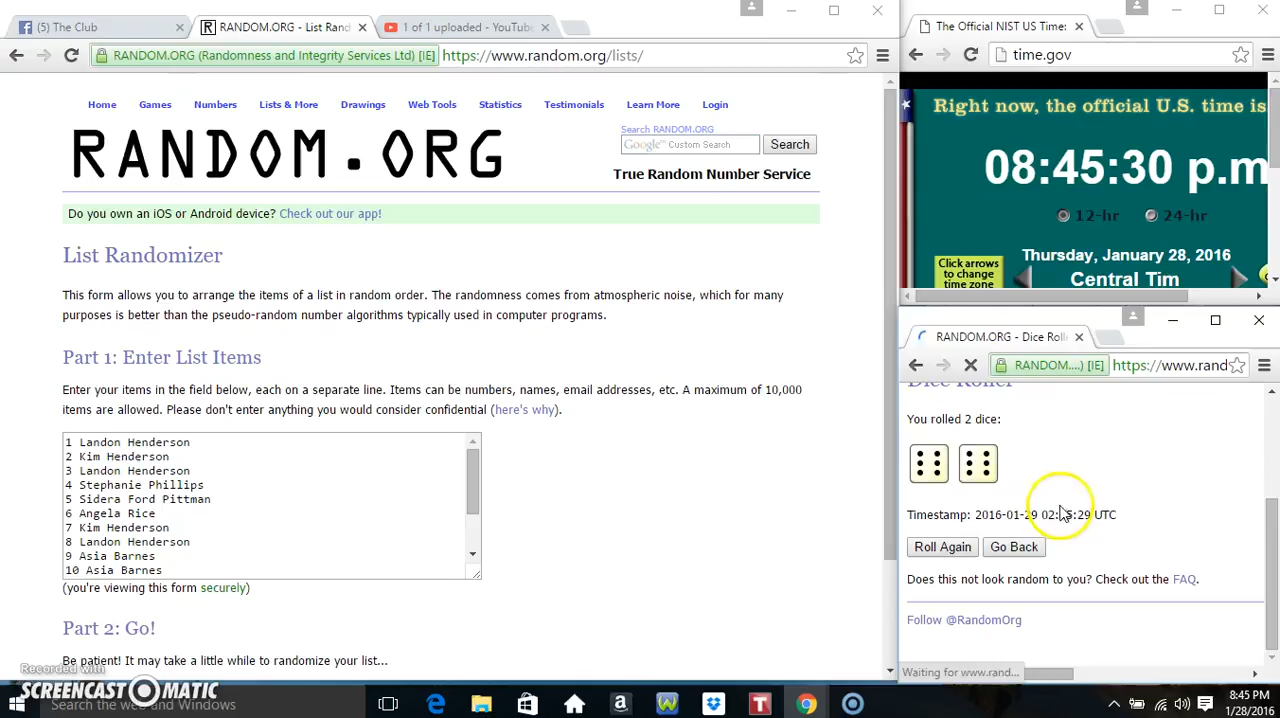 (5) The Club
RANDOM.ORG - List Rand
1 of 1 uploaded - YouTube
RANDOM.ORG (Randomness and Integrity Services Ltd) [IE]
https://www.random.org/lists/
Home Games Numbers Lists & More Drawings Web Tools Statistics Testimonials Learn More Login
RANDOM.ORG
Search RANDOM.ORG
Google™ Custom Search
Search
True Random Number Service
Do you own an iOS or Android device? Check out our app!
List Randomizer
This form allows you to arrange the items of a list in random order. The randomness comes from atmospheric noise, which for many
purposes is better than the pseudo-random number algorithms typically used in computer programs.
Part 1: Enter List Items
Enter your items in the field below, each on a separate line. Items can be numbers, names, email addresses, etc. A maximum of 10,000
items are allowed. Please don't enter anything you would consider confidential (here's why).
1 Landon Henderson
2 Kim Henderson
3 Landon Henderson
4 Stephanie Phillips
5 Sidera Ford Pittman
6 Angela Rice
7 Kim Henderson
8 Landon Henderson
9 Asia Barnes
10 Asia Barnes
(you're viewing this form securely)
Part 2: Go!
Be patient! It may take a little while to randomize your list...
The Official NIST US Time:
time.gov
Right now, the official U.S. time is
08:45:30 p.m
12-hr 24-hr
Thursday, January 28, 2016
Click arrows
to change
time zone
Central Tim
RANDOM.ORG - Dice Rolle
RANDOM....) [IE]
https://www.rand
Dice Roller
You rolled 2 dice:
Timestamp: 2016-01-29 02:45:29 UTC
Roll Again Go Back
Does this not look random to you? Check out the FAQ.
Follow @RandomOrg
Waiting for www.rand...
Recorded with
SCREENCAST-O-MATIC
Search the web and Windows
8:45 PM
1/28/2016